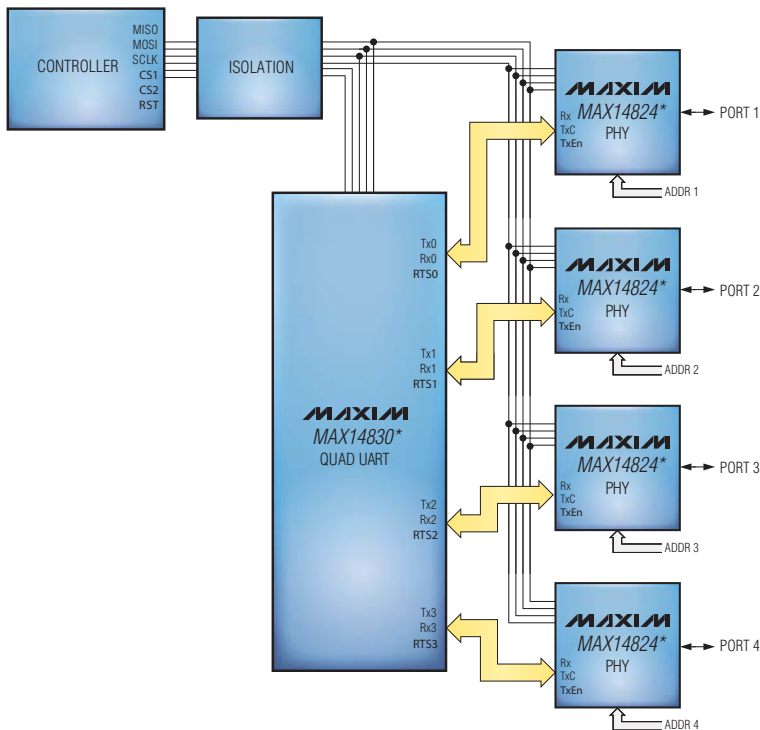 CONTROLLER
MISO
MOSI
SCLK
CS1
CS2
RST
ISOLATION
MAXIM
MAX14824*
PHY
Rx
TxC
TxEn
PORT 1
ADDR 1
MAXIM
MAX14824*
PHY
Rx
TxC
TxEn
PORT 2
ADDR 2
MAXIM
MAX14824*
PHY
Rx
TxC
TxEn
PORT 3
ADDR 3
MAXIM
MAX14824*
PHY
Rx
TxC
TxEn
PORT 4
ADDR 4
Tx0
Rx0
RTS0
Tx1
Rx1
RTS1
MAXIM
MAX14830*
QUAD UART
Tx2
Rx2
RTS2
Tx3
Rx3
RTS3